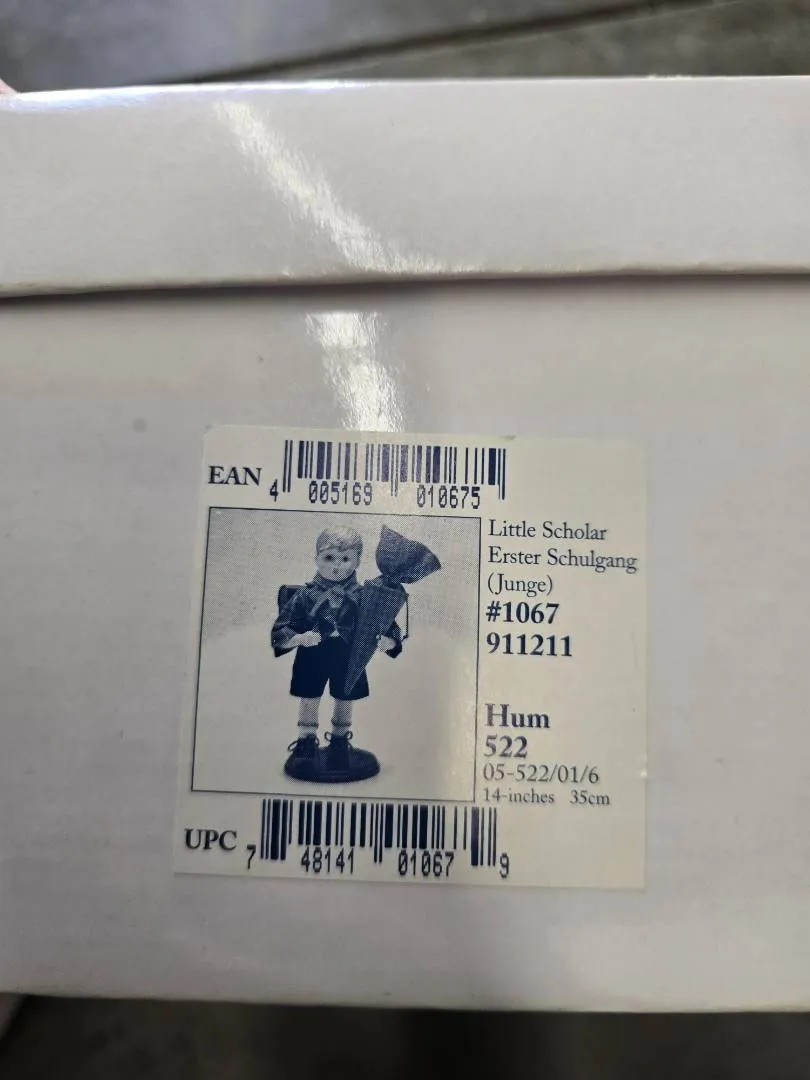 EAN 4 005169 010675
Little Scholar
Erster Schulgang
(Junge)
#1067
911211
Hum
522
05-522/01/6
14-inches 35cm
UPC 7 48141 01067 9